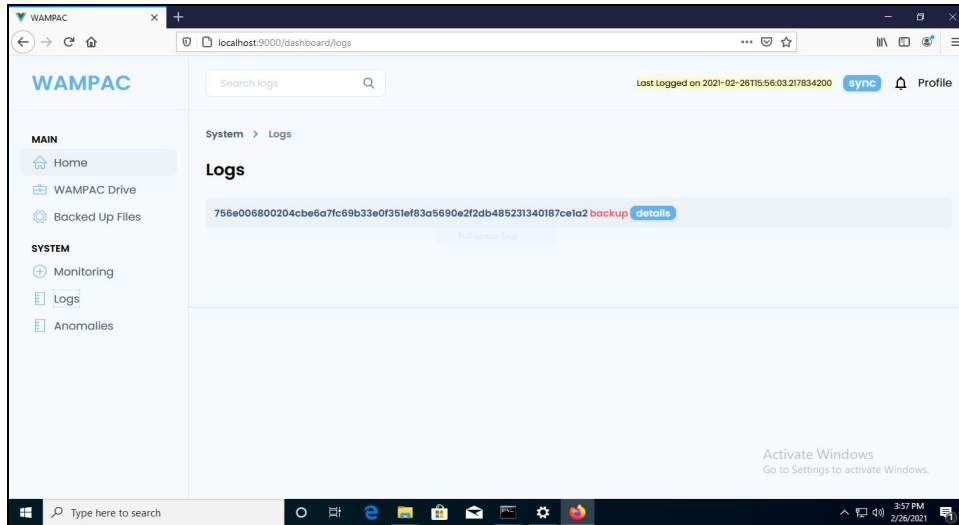 WAMPAC
localhost:9000/dashboard/logs
WAMPAC
Search logs
Last Logged on 2021-02-26T15:56:03.217834200
sync
Profile
MAIN
Home
WAMPAC Drive
Backed Up Files
SYSTEM
Monitoring
Logs
Anomalies
System > Logs
Logs
756e006800204cbe6a7fc69b33e0f351ef83a5690e2f2db485231340187ce1a2 backup details
Activate Windows
Go to Settings to activate Windows.
Type here to search
3:57 PM
2/26/2021